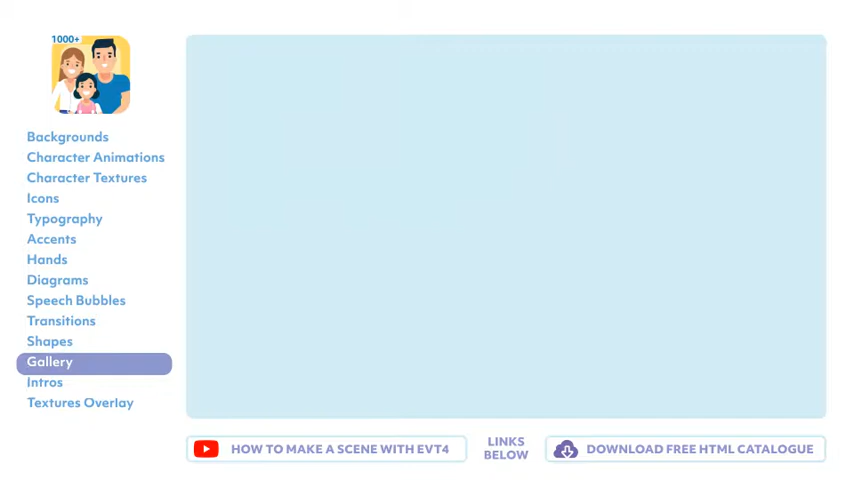 1000+
Backgrounds
Character Animations
Character Textures
Icons
Typography
Accents
Hands
Diagrams
Speech Bubbles
Transitions
Shapes
Gallery
Intros
Textures Overlay
HOW TO MAKE A SCENE WITH EVT4
LINKS
BELOW
DOWNLOAD FREE HTML CATALOGUE